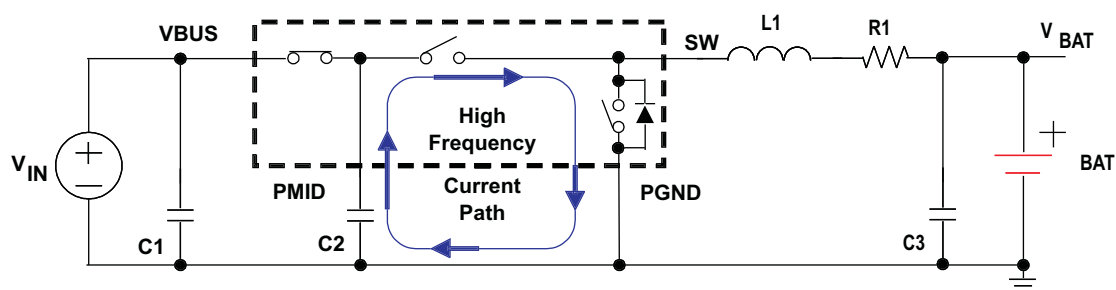 VBUS
SW
L1
R1
V BAT
High
Frequency
Current
Path
V IN
+
−
PMID
PGND
+
BAT
C1
C2
C3